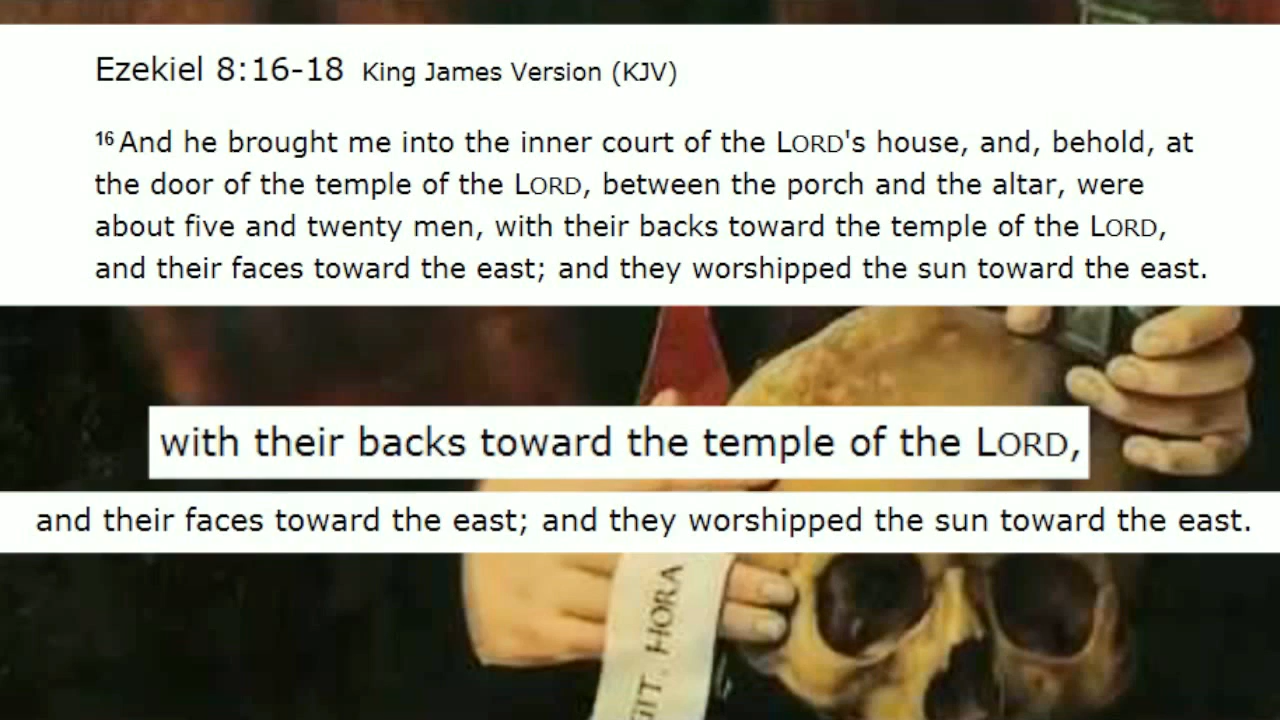 Ezekiel 8:16-18 King James Version (KJV)
16 And he brought me into the inner court of the LORD's house, and, behold, at
the door of the temple of the LORD, between the porch and the altar, were
about five and twenty men, with their backs toward the temple of the LORD,
and their faces toward the east; and they worshipped the sun toward the east.
with their backs toward the temple of the LORD,
and their faces toward the east; and they worshipped the sun toward the east.
GIT . HORA